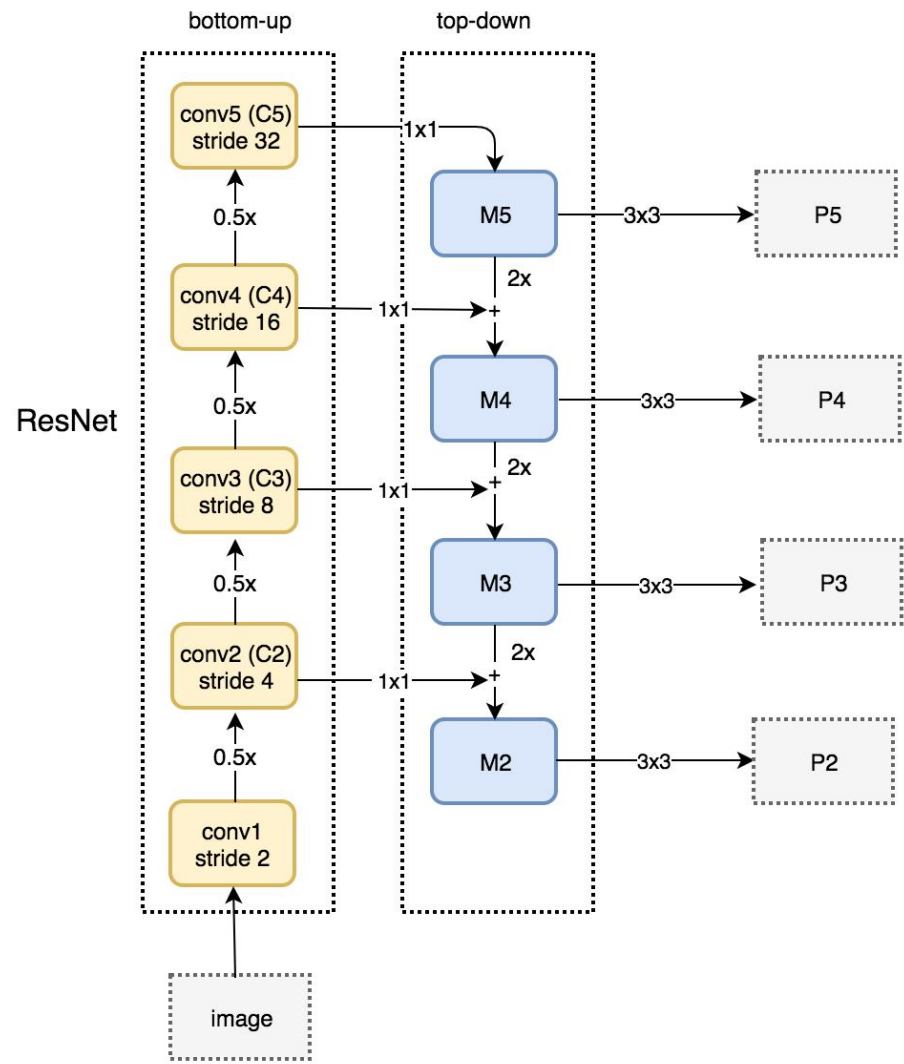 bottom-up
top-down
conv5 (C5)
stride 32
1x1
M5
3x3
P5
0.5x
2x
conv4 (C4)
stride 16
1x1
+
M4
3x3
P4
ResNet
0.5x
2x
conv3 (C3)
stride 8
1x1
+
M3
3x3
P3
0.5x
2x
conv2 (C2)
stride 4
1x1
+
M2
3x3
P2
0.5x
conv1
stride 2
image